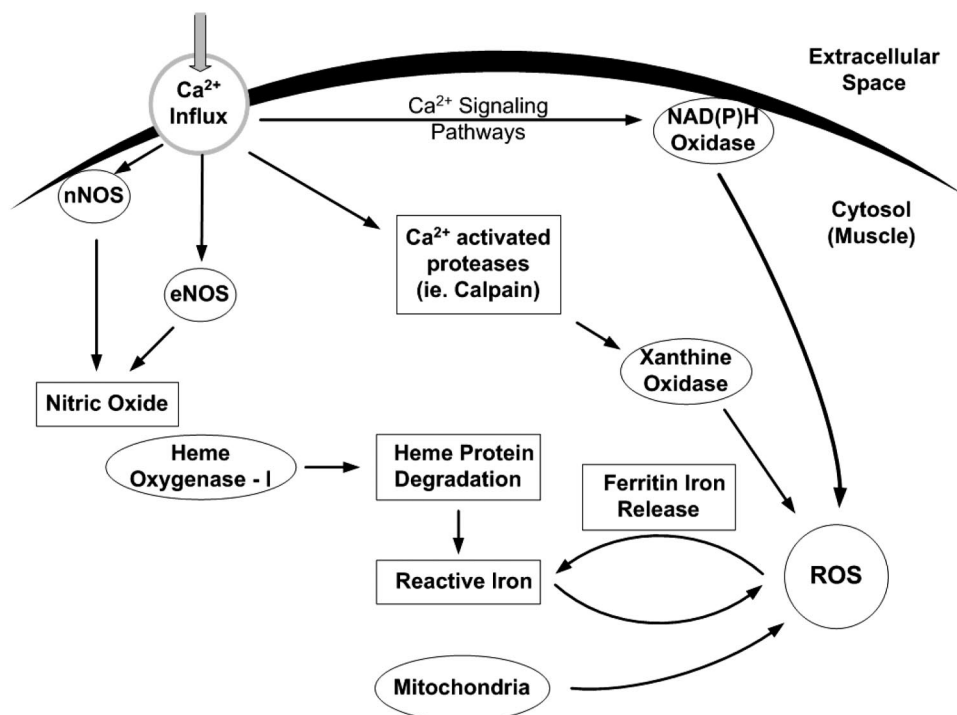 Extracellular
Space
Ca²⁺
Influx
Ca²⁺ Signaling
Pathways
NAD(P)H
Oxidase
nNOS
Cytosol
(Muscle)
Ca²⁺ activated
proteases
(ie. Calpain)
eNOS
Xanthine
Oxidase
Nitric Oxide
Heme
Oxygenase - I
Heme Protein
Degradation
Ferritin Iron
Release
Reactive Iron
ROS
Mitochondria